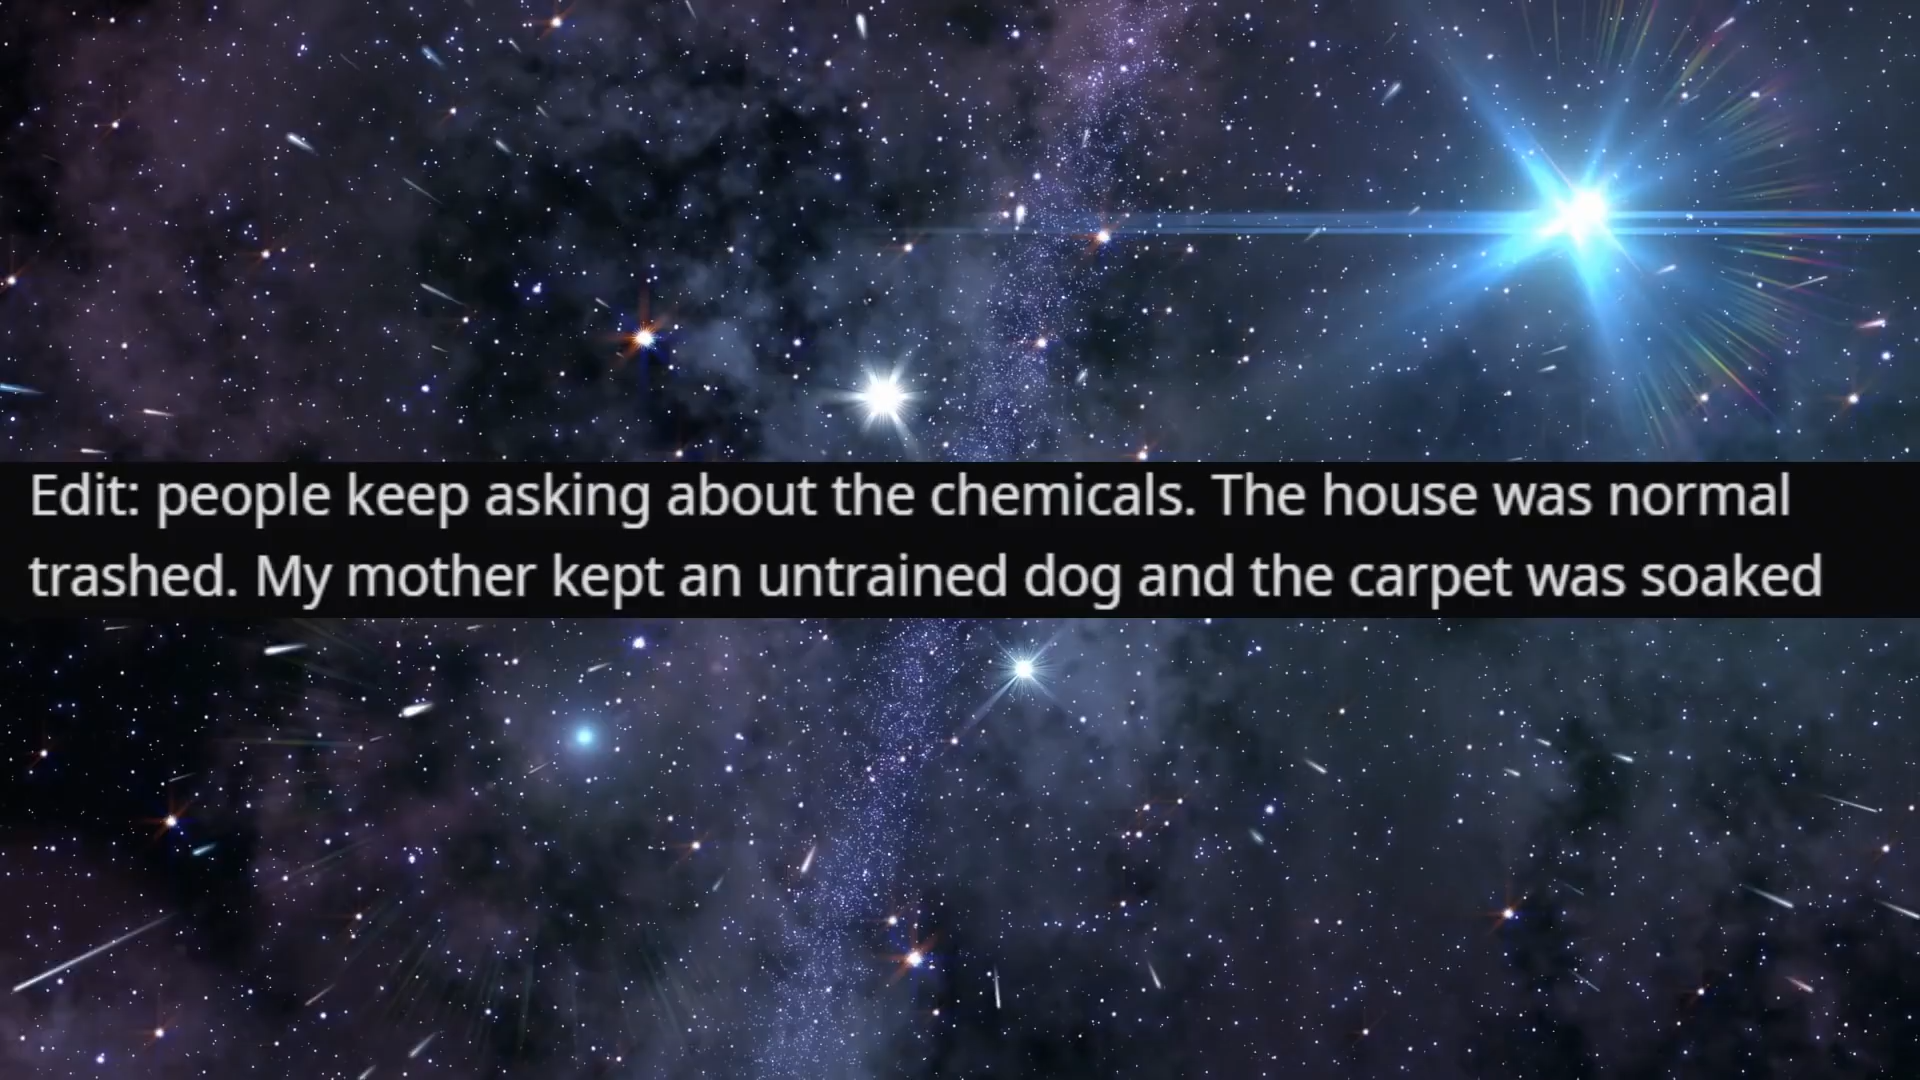 Edit: people keep asking about the chemicals. The house was normal
trashed. My mother kept an untrained dog and the carpet was soaked